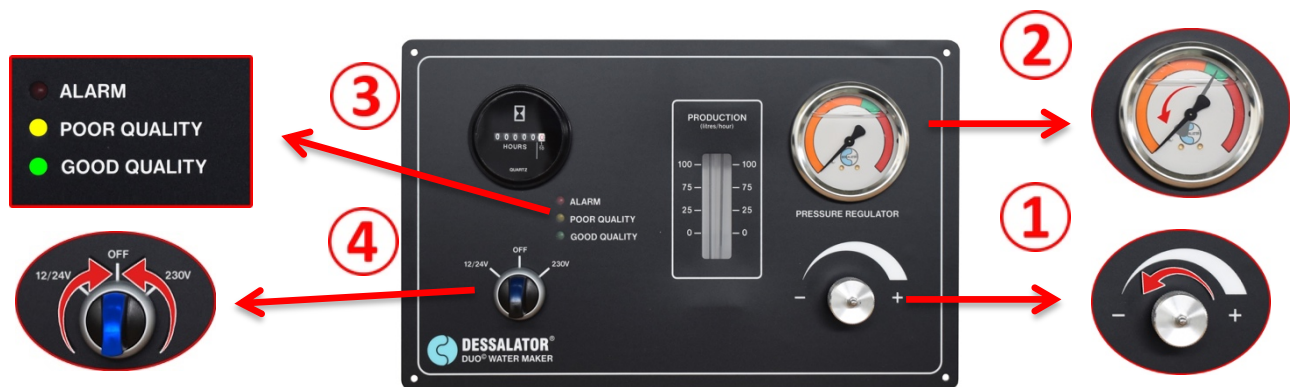 ALARM
POOR QUALITY
GOOD QUALITY
12/24V
OFF
230V
3
4
HOURS
QUARTZ
ALARM
POOR QUALITY
GOOD QUALITY
12/24V
OFF
230V
DESSALATOR®
DUO© WATER MAKER
PRODUCTION
(litres/hour)
100 100
75 75
25 25
0 0
PRESSURE REGULATOR
- +
2
1
- +